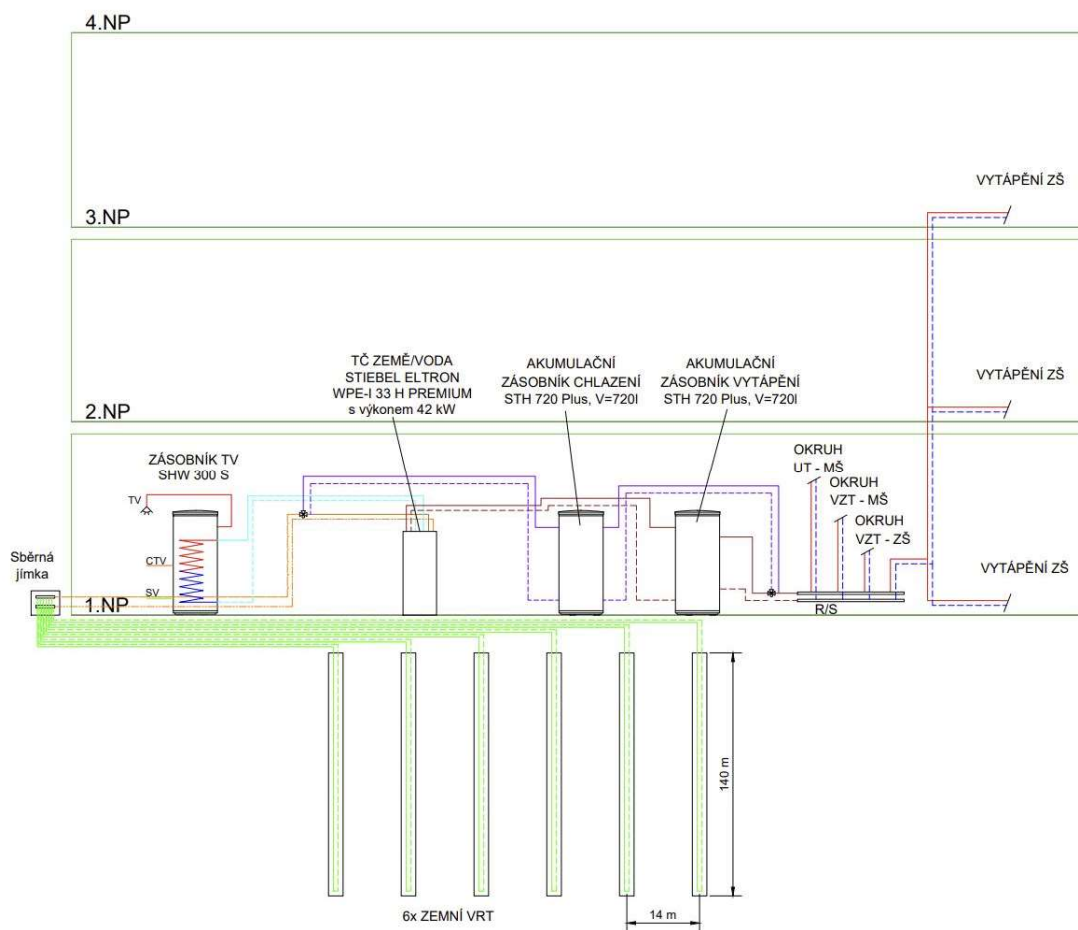 4.NP
VYTÁPĚNÍ ZŠ
3.NP
TČ ZEMĚ/VODA
STIEBEL ELTRON
WPE-I 33 H PREMIUM
s výkonem 42 kW
AKUMULAČNÍ
ZÁSOBNÍK CHLAZENÍ
STH 720 Plus, V=720l
AKUMULAČNÍ
ZÁSOBNÍK VYTÁPĚNÍ
STH 720 Plus, V=720l
VYTÁPĚNÍ ZŠ
2.NP
ZÁSOBNÍK TV
SHW 300 S
OKRUH
UT - MŠ
OKRUH
VZT - MŠ
OKRUH
VZT - ZŠ
TV
Sběrná
jímka
CTV
SV
VYTÁPĚNÍ ZŠ
1.NP
R/S
140 m
6x ZEMNÍ VRT
14 m